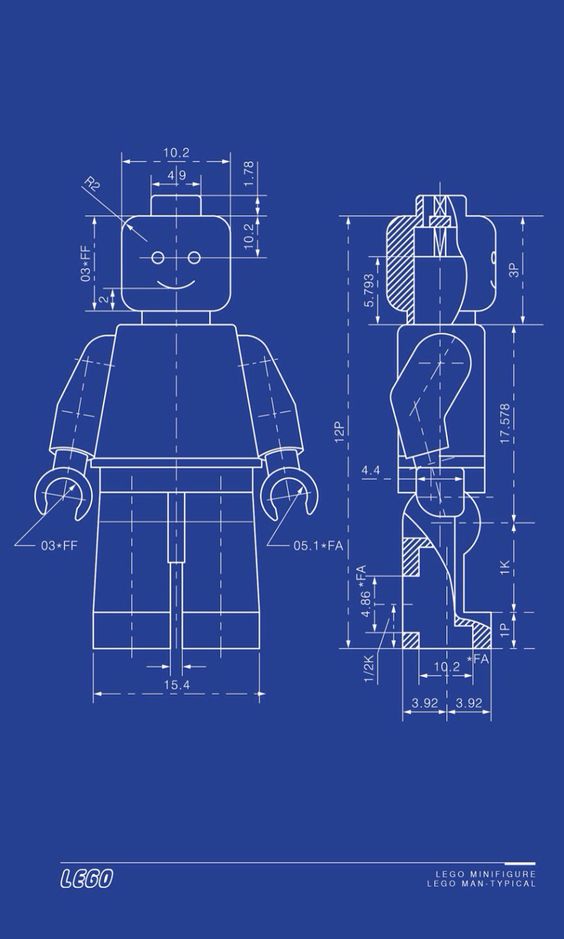 10.2
4.9
1.78
R2
10.2
03*FF
2
5.793
3P
12P
17.578
4.4
03*FF
05.1*FA
4.86 *FA
1K
1P
1/2K
*FA
10.2
15.4
3.92
3.92
LEGO
LEGO MINIFIGURE
LEGO MAN-TYPICAL